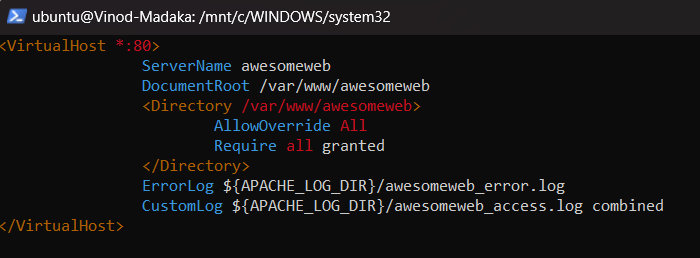 ubuntu@Vinod-Madaka: /mnt/c/WINDOWS/system32
<VirtualHost *:80>
ServerName awesomeweb
DocumentRoot /var/www/awesomeweb
<Directory /var/www/awesomeweb>
AllowOverride All
Require all granted
</Directory>
ErrorLog ${APACHE_LOG_DIR}/awesomeweb_error.log
CustomLog ${APACHE_LOG_DIR}/awesomeweb_access.log combined
</VirtualHost>